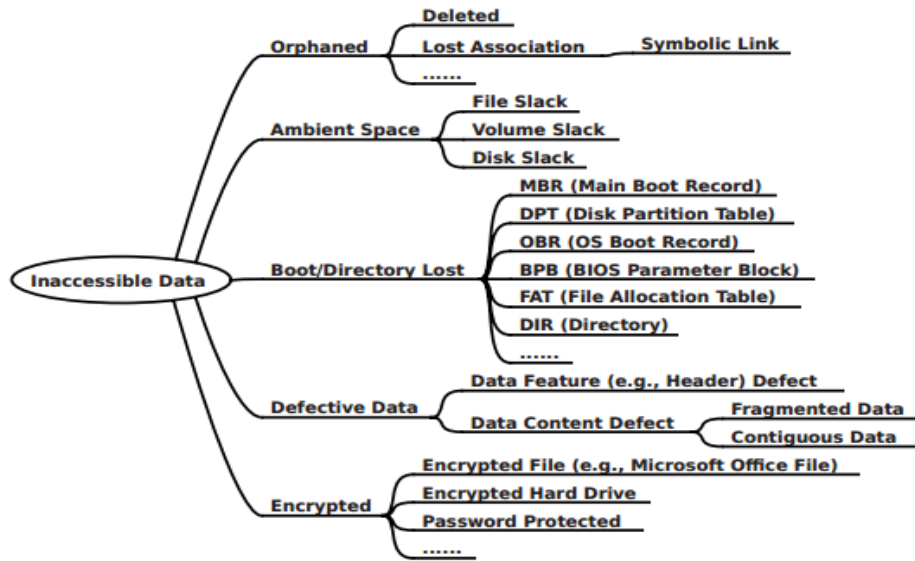 Inaccessible Data
Orphaned
Deleted
Lost Association
Symbolic Link
......
Ambient Space
File Slack
Volume Slack
Disk Slack
Boot/Directory Lost
MBR (Main Boot Record)
DPT (Disk Partition Table)
OBR (OS Boot Record)
BPB (BIOS Parameter Block)
FAT (File Allocation Table)
DIR (Directory)
......
Defective Data
Data Feature (e.g., Header) Defect
Data Content Defect
Fragmented Data
Contiguous Data
Encrypted
Encrypted File (e.g., Microsoft Office File)
Encrypted Hard Drive
Password Protected
......